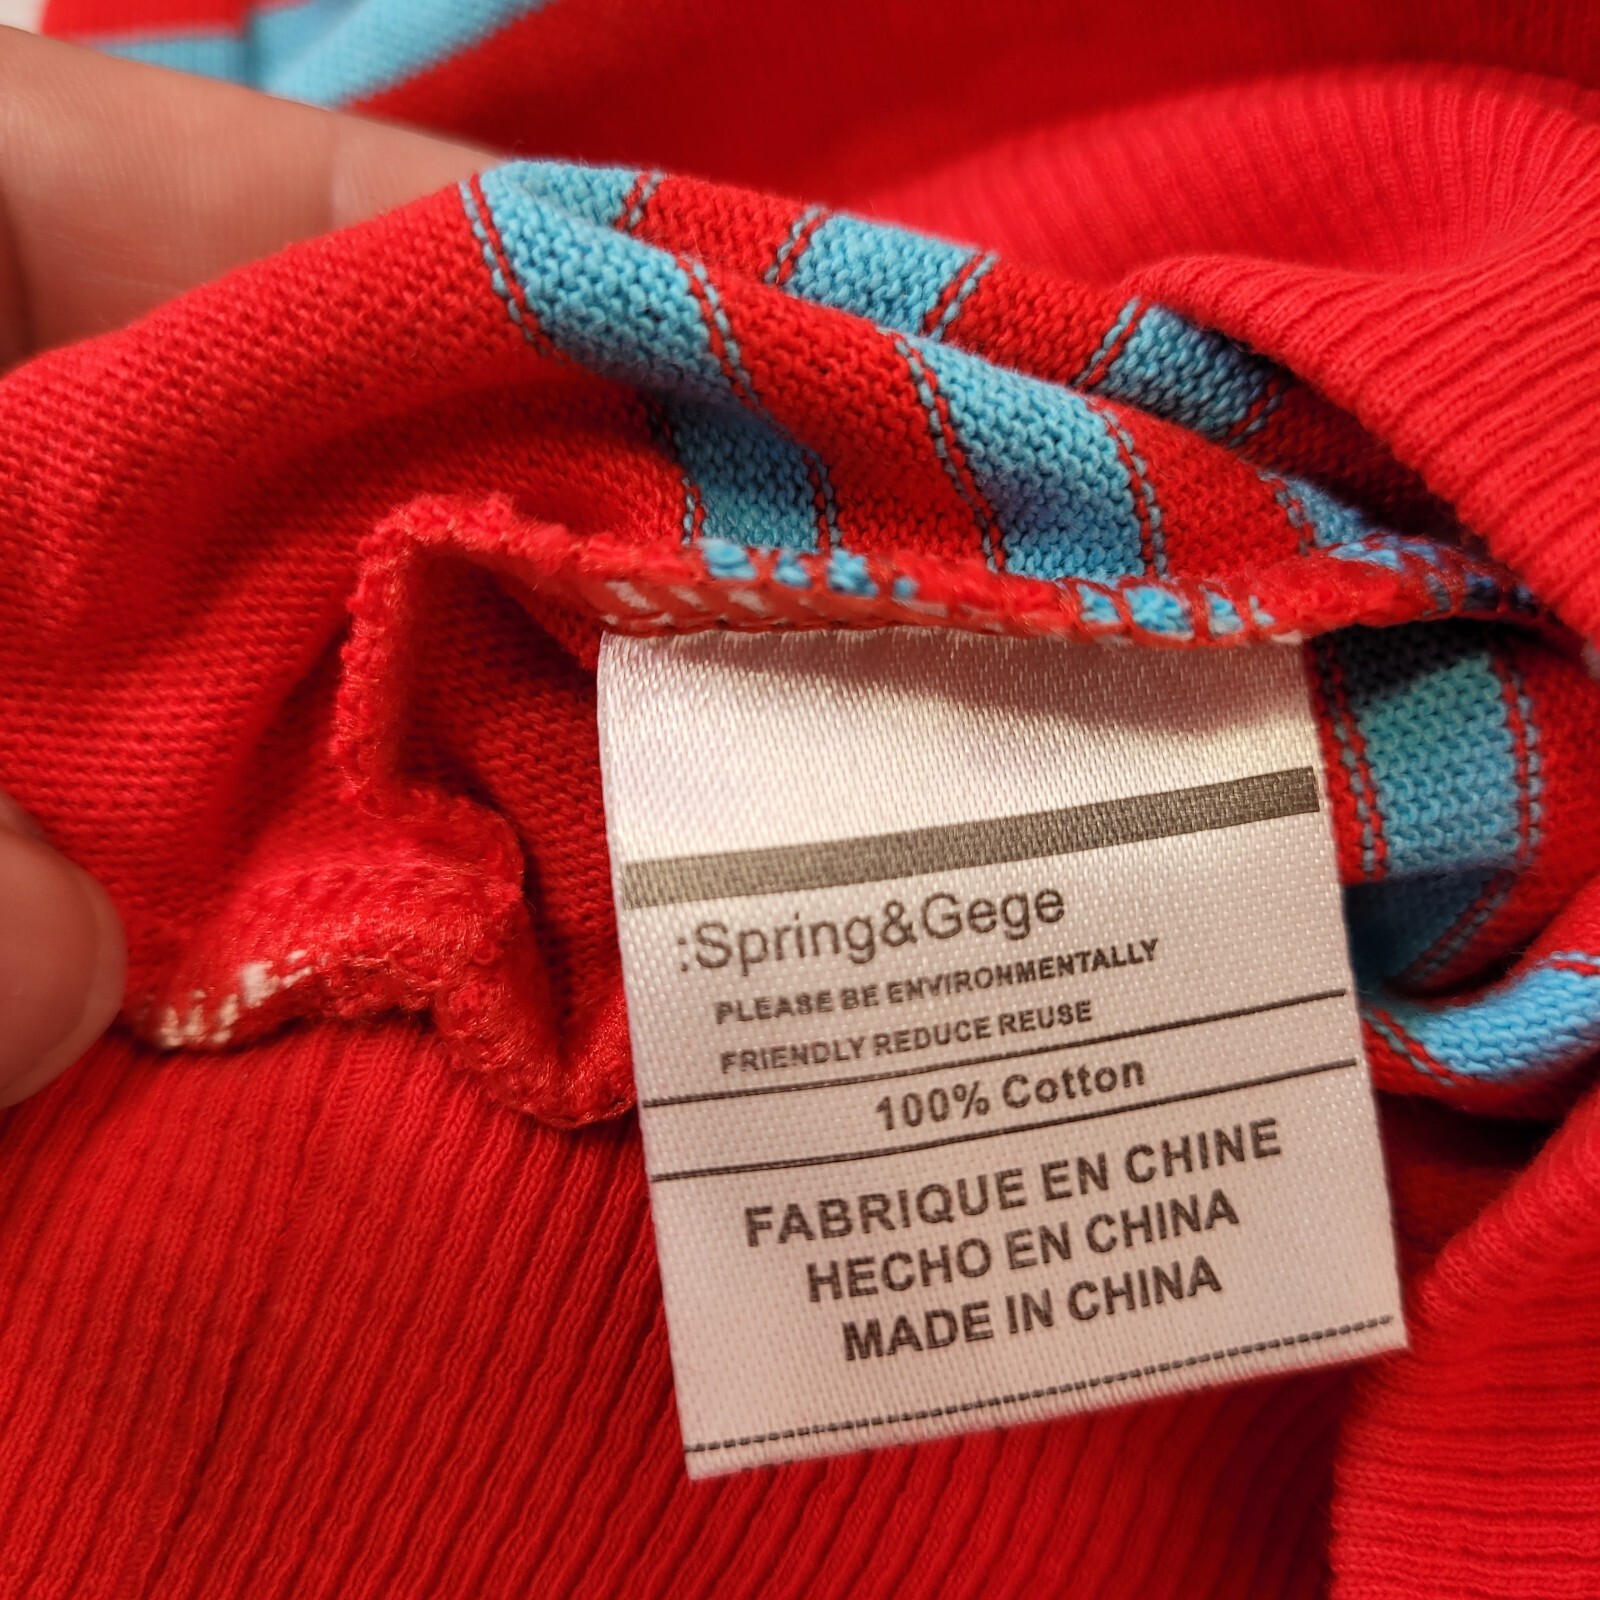 :Spring&Gege
PLEASE BE ENVIRONMENTALLY
FRIENDLY REDUCE REUSE
100% Cotton
FABRIQUE EN CHINE
HECHO EN CHINA
MADE IN CHINA